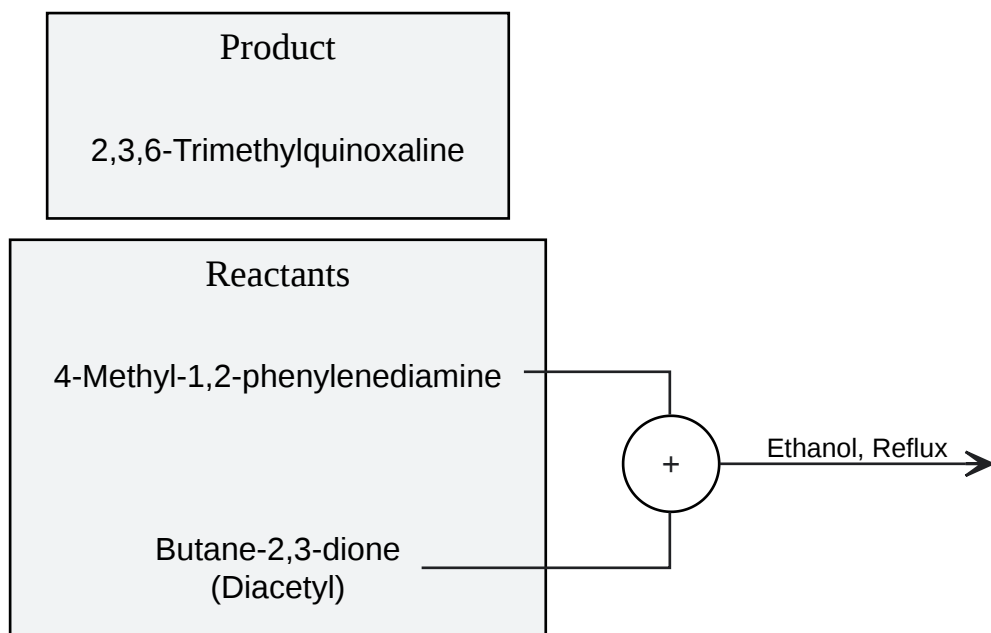 Product
2,3,6-Trimethylquinoxaline
Reactants
4-Methyl-1,2-phenylenediamine
+
Ethanol, Reflux
Butane-2,3-dione
(Diacetyl)